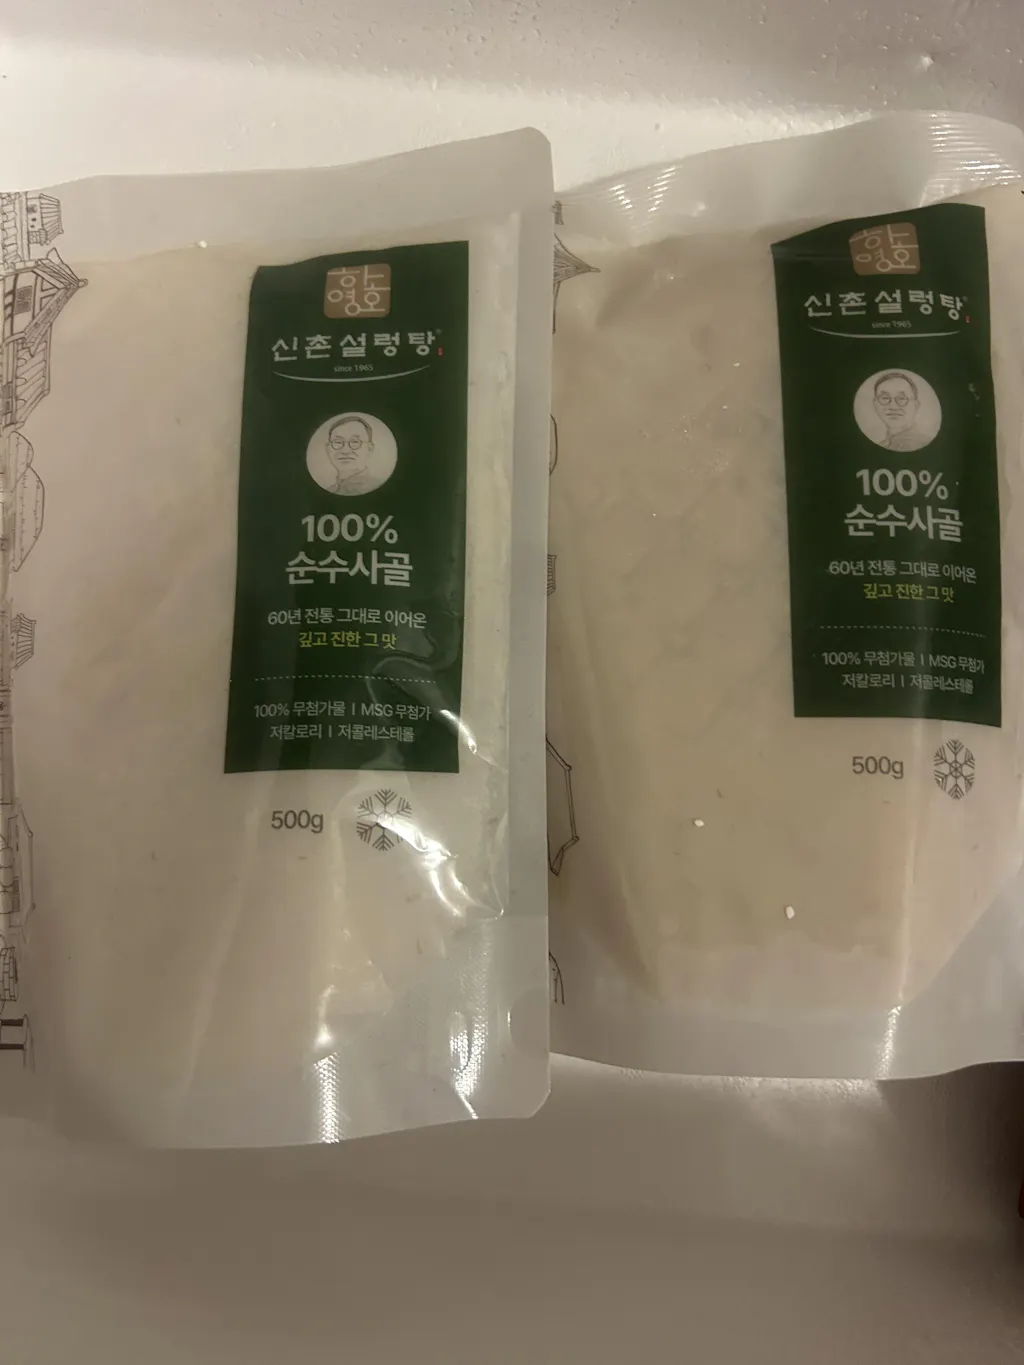 하누
영호
신촌설렁탕
since 1965
100%
순수사골
60년 전통 그대로 이어온
깊고 진한 그 맛
100% 무첨가물 | MSG 무첨가
저칼로리 | 저콜레스테롤
500g
신촌설렁탕
since 1965
100%
순수사골
60년 전통 그대로 이어온
깊고 진한 그 맛
100% 무첨가물 | MSG 무첨가
저칼로리 | 저콜레스테롤
500g